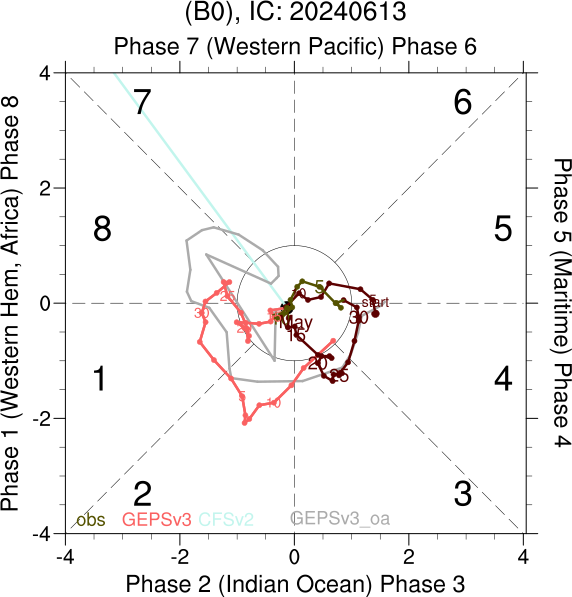 (B0), IC: 20240613
Phase 7 (Western Pacific) Phase 6
Phase 1 (Western Hem, Africa) Phase 8
Phase 5 (Maritime) Phase 4
4
2
0
-2
-4
7
6
8
5
1
4
2
3
5
start
30
May
15
20
25
25
30
5
10
obs GEPSv3 CFSv2 GEPSv3_oa
-4 -2 0 2 4
Phase 2 (Indian Ocean) Phase 3